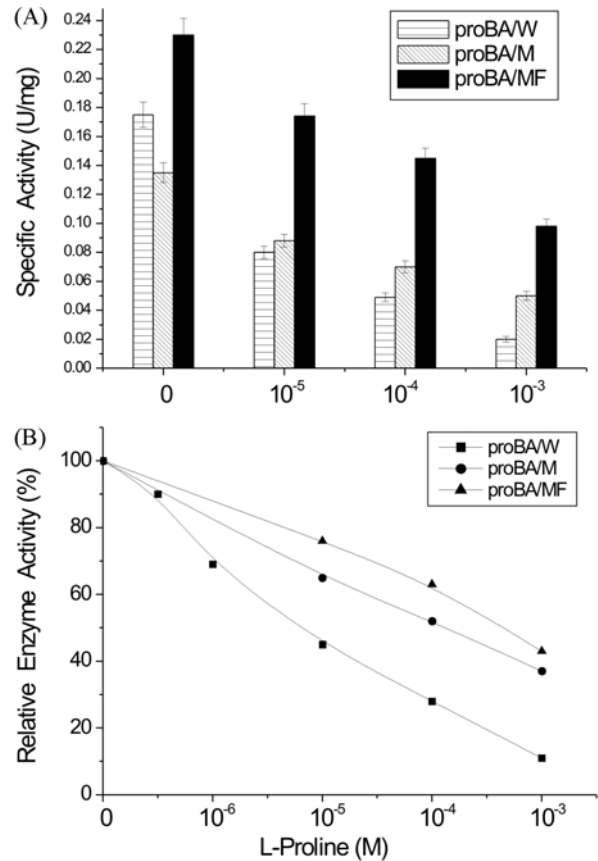 (A)
proBA/W
proBA/M
proBA/MF
Specific Activity (U/mg)
0.24
0.22
0.20
0.18
0.16
0.14
0.12
0.10
0.08
0.06
0.04
0.02
0.00
0 10⁻⁵ 10⁻⁴ 10⁻³
(B)
proBA/W
proBA/M
proBA/MF
Relative Enzyme Activity (%)
100
80
60
40
20
0
0 10⁻⁶ 10⁻⁵ 10⁻⁴ 10⁻³
L-Proline (M)